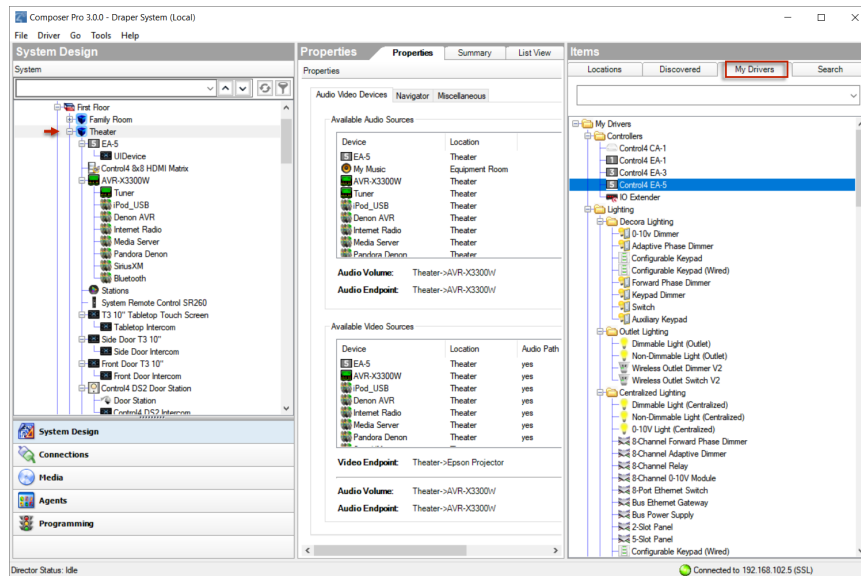 Composer Pro 3.0.0 - Draper System (Local)
File Driver Go Tools Help
System Design
System
First Floor
Family Room
Theater
EA-5
UIDevice
Control4 8x8 HDMI Matrix
AVR-X3300W
Tuner
iPod_USB
Denon AVR
Internet Radio
Media Server
Pandora Denon
SiriusXM
Bluetooth
Stations
System Remote Control SR260
T3 10" Tabletop Touch Screen
Tabletop Intercom
Side Door T3 10"
Side Door Intercom
Front Door T3 10"
Front Door Intercom
Control4 DS2 Door Station
Door Station
Control4 DS2 Intercom
System Design
Connections
Media
Agents
Programming
Properties Properties Summary List View
Properties
Audio Video Devices Navigator Miscellaneous
Available Audio Sources
Device Location
EA-5 Theater
My Music Equipment Room
AVR-X3300W Theater
Tuner Theater
iPod_USB Theater
Denon AVR Theater
Internet Radio Theater
Media Server Theater
Pandora Denon Theater
Audio Volume: Theater->AVR-X3300W
Audio Endpoint: Theater->AVR-X3300W
Available Video Sources
Device Location Audio Path
EA-5 Theater yes
AVR-X3300W Theater yes
iPod_USB Theater yes
Denon AVR Theater yes
Internet Radio Theater yes
Media Server Theater yes
Pandora Denon Theater yes
Video Endpoint: Theater->Epson Projector
Audio Volume: Theater->AVR-X3300W
Audio Endpoint: Theater->AVR-X3300W
Items
Locations Discovered My Drivers Search
My Drivers
Controllers
Control4 CA-1
Control4 EA-1
Control4 EA-3
Control4 EA-5
IO Extender
Lighting
Decora Lighting
0-10v Dimmer
Adaptive Phase Dimmer
Configurable Keypad
Configurable Keypad (Wired)
Forward Phase Dimmer
Keypad Dimmer
Switch
Auxiliary Keypad
Outlet Lighting
Dimmable Light (Outlet)
Non-Dimmable Light (Outlet)
Wireless Outlet Dimmer V2
Wireless Outlet Switch V2
Centralized Lighting
Dimmable Light (Centralized)
Non-Dimmable Light (Centralized)
0-10V Light (Centralized)
8-Channel Forward Phase Dimmer
8-Channel Adaptive Dimmer
8-Channel Relay
8-Channel 0-10V Module
8-Port Ethernet Switch
Bus Ethernet Gateway
Bus Power Supply
2-Slot Panel
5-Slot Panel
Configurable Keypad (Wired)
Director Status: Idle
Connected to 192.168.102.5 (SSL)